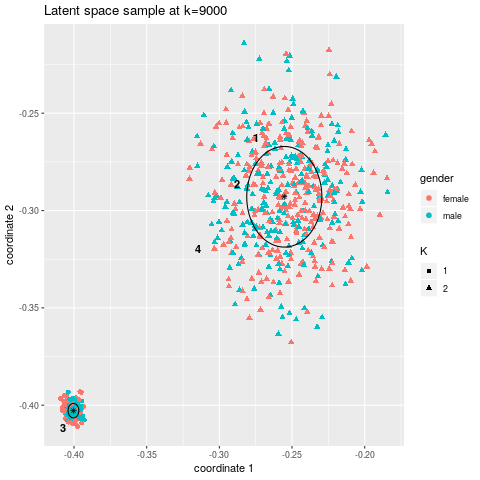 Latent space sample at k=9000
-0.25
-0.30
-0.35
-0.40
coordinate 2
1
2
4
3
-0.40 -0.35 -0.30 -0.25 -0.20
coordinate 1
gender
female
male
K
1
2